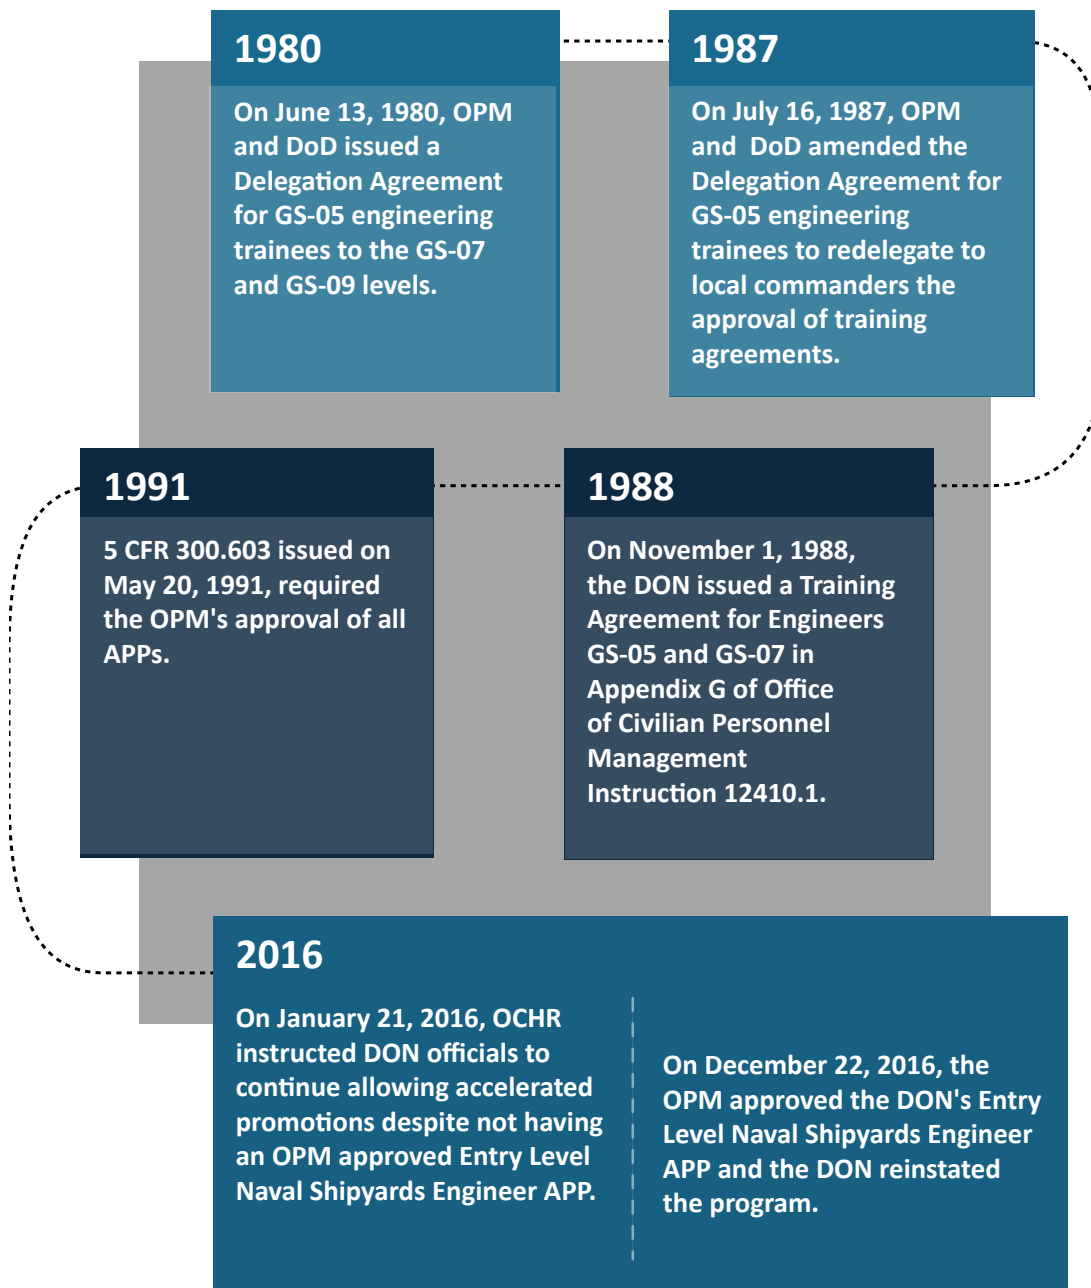 1980
On June 13, 1980, OPM
and DoD issued a
Delegation Agreement
for GS-05 engineering
trainees to the GS-07
and GS-09 levels.
1987
On July 16, 1987, OPM
and DoD amended the
Delegation Agreement for
GS-05 engineering
trainees to redelegate to
local commanders the
approval of training
agreements.
1988
On November 1, 1988,
the DON issued a Training
Agreement for Engineers
GS-05 and GS-07 in
Appendix G of Office
of Civilian Personnel
Management
Instruction 12410.1.
1991
5 CFR 300.603 issued on
May 20, 1991, required
the OPM's approval of all
APPs.
2016
On January 21, 2016, OCHR
instructed DON officials to
continue allowing accelerated
promotions despite not having
an OPM approved Entry Level
Naval Shipyards Engineer APP.
On December 22, 2016, the
OPM approved the DON's Entry
Level Naval Shipyards Engineer
APP and the DON reinstated
the program.